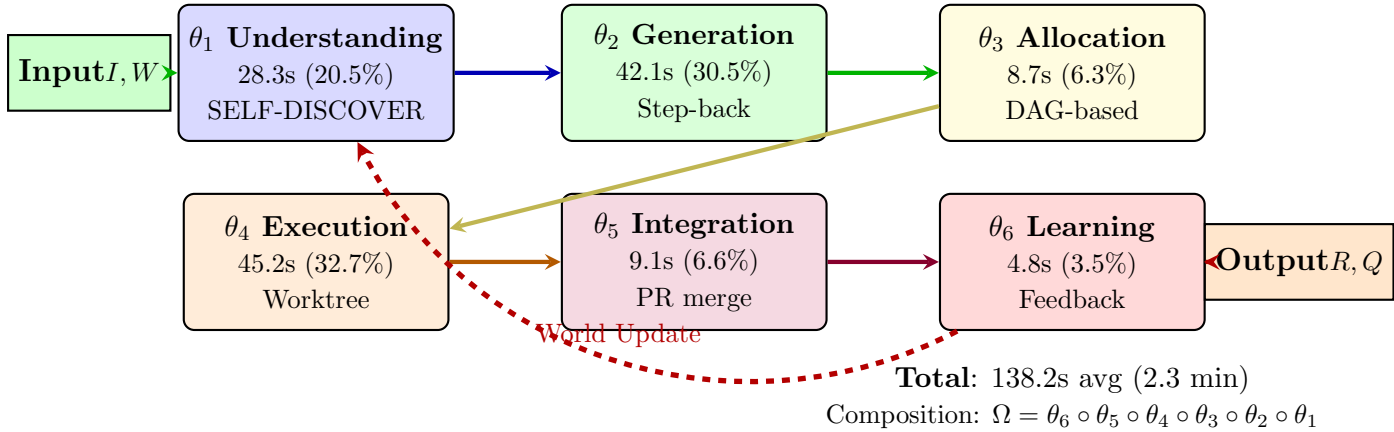 Input I, W
θ₁ Understanding
28.3s (20.5%)
SELF-DISCOVER
θ₂ Generation
42.1s (30.5%)
Step-back
θ₃ Allocation
8.7s (6.3%)
DAG-based
θ₄ Execution
45.2s (32.7%)
Worktree
θ₅ Integration
9.1s (6.6%)
PR merge
θ₆ Learning
4.8s (3.5%)
Feedback
Output R, Q
World Update
Total: 138.2s avg (2.3 min)
Composition: Ω = θ₆ ∘ θ₅ ∘ θ₄ ∘ θ₃ ∘ θ₂ ∘ θ₁